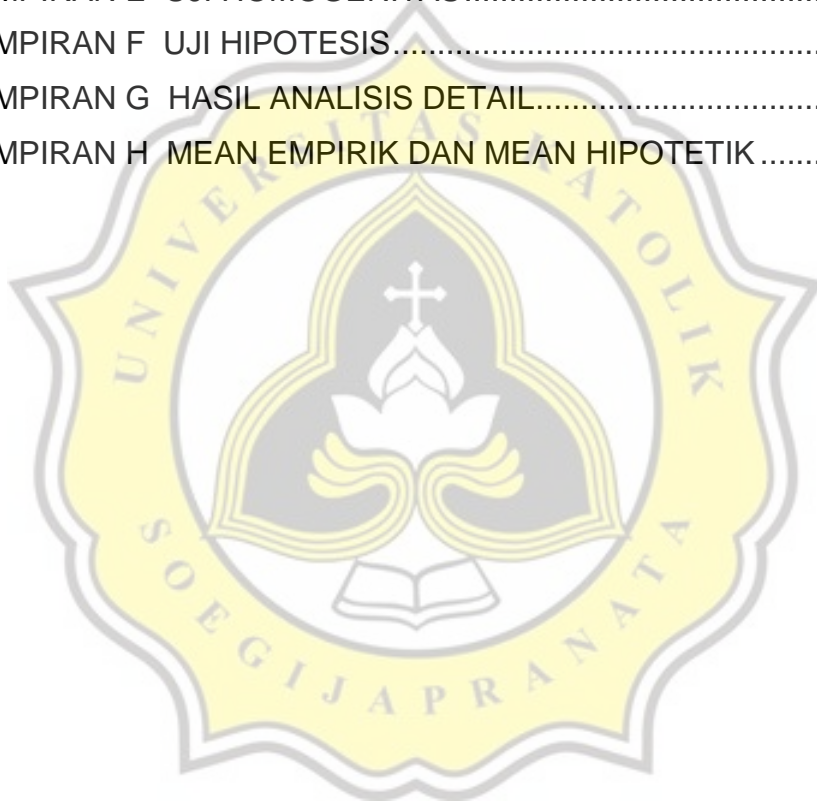 MPIRAN F UJI HIPOTESIS............................................
MPIRAN G HASIL ANALISIS DETAIL................................
MPIRAN H MEAN EMPIRIK DAN MEAN HIPOTETIK.......
UNIVERSITAS KATOLIK
SOEGIJAPRANATA